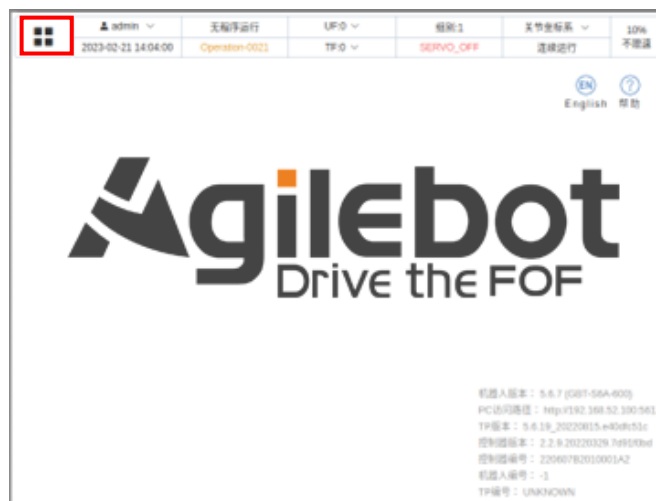 admin 无程序运行 UF:0 组别:1 关节坐标系 10%
2023-02-21 14:04:00 Operation-0021 TF:0 SERVO_OFF 连续运行 不限速
EN ?
English 帮助
Agilebot
Drive the FOF
机器人版本： 5.6.7 (GBT-S6A-600)
PC访问路径： http://192.168.52.100:561
TP版本： 5.6.19_20220815.e40dfc51c
控制器版本： 2.2.9.20220329.7d91f0bd
控制器编号： 220607B2010001A2
机器人编号： -1
TP编号： UNKNOWN